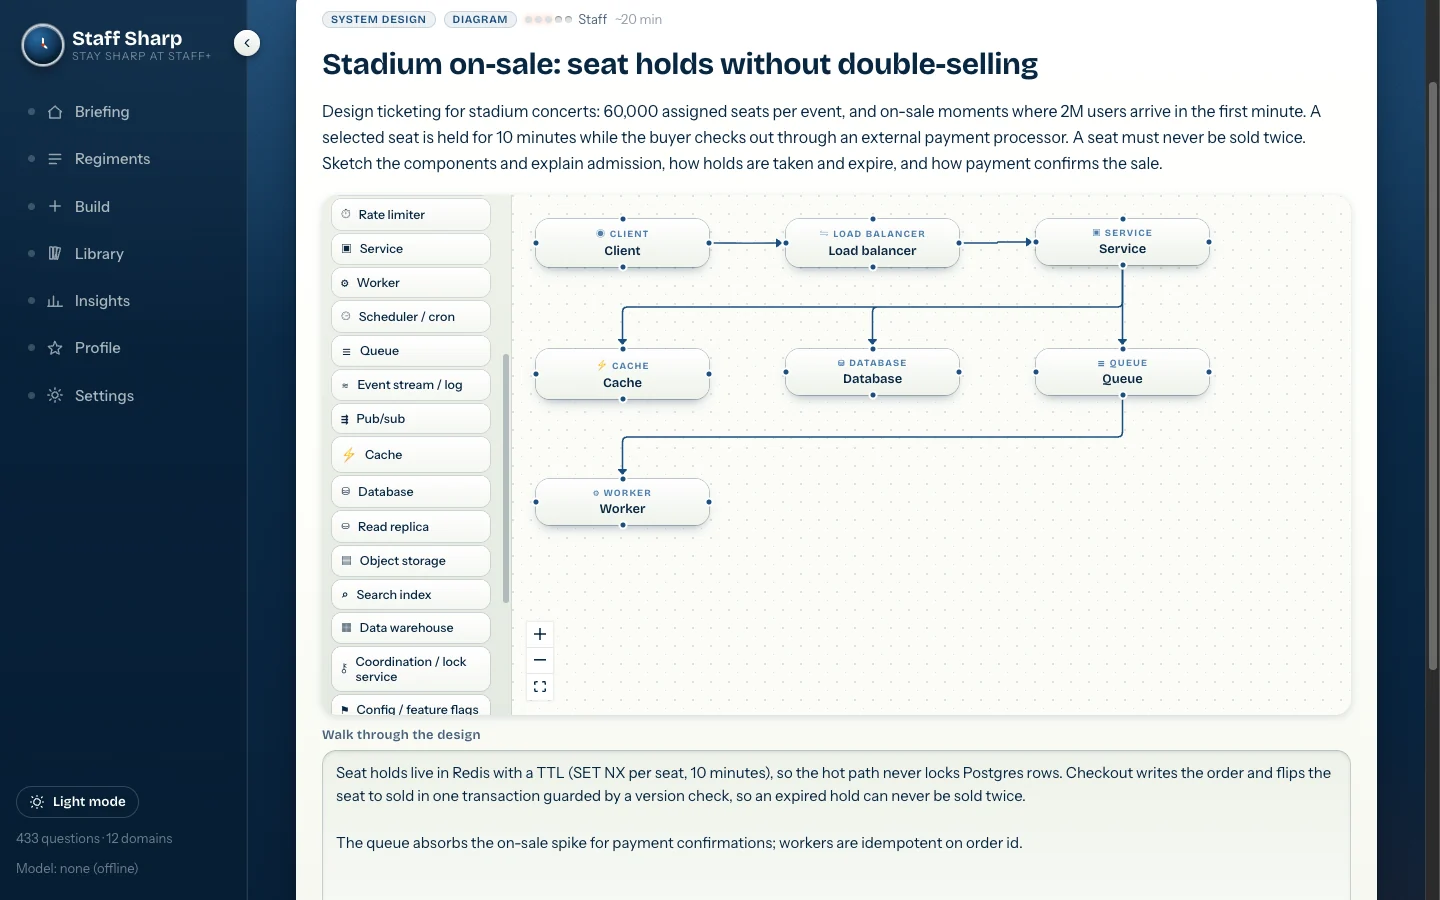 Staff Sharp
STAY SHARP AT STAFF+
Briefing
Regiments
Build
Library
Insights
Profile
Settings
Light mode
433 questions · 12 domains
Model: none (offline)
SYSTEM DESIGN DIAGRAM Staff ~20 min
Stadium on-sale: seat holds without double-selling
Design ticketing for stadium concerts: 60,000 assigned seats per event, and on-sale moments where 2M users arrive in the first minute. A
selected seat is held for 10 minutes while the buyer checks out through an external payment processor. A seat must never be sold twice.
Sketch the components and explain admission, how holds are taken and expire, and how payment confirms the sale.
Rate limiter
Service
Worker
Scheduler / cron
Queue
Event stream / log
Pub/sub
Cache
Database
Read replica
Object storage
Search index
Data warehouse
Coordination / lock
service
Config / feature flags
CLIENT
Client
LOAD BALANCER
Load balancer
SERVICE
Service
CACHE
Cache
DATABASE
Database
QUEUE
Queue
WORKER
Worker
Walk through the design
Seat holds live in Redis with a TTL (SET NX per seat, 10 minutes), so the hot path never locks Postgres rows. Checkout writes the order and flips the
seat to sold in one transaction guarded by a version check, so an expired hold can never be sold twice.
The queue absorbs the on-sale spike for payment confirmations; workers are idempotent on order id.